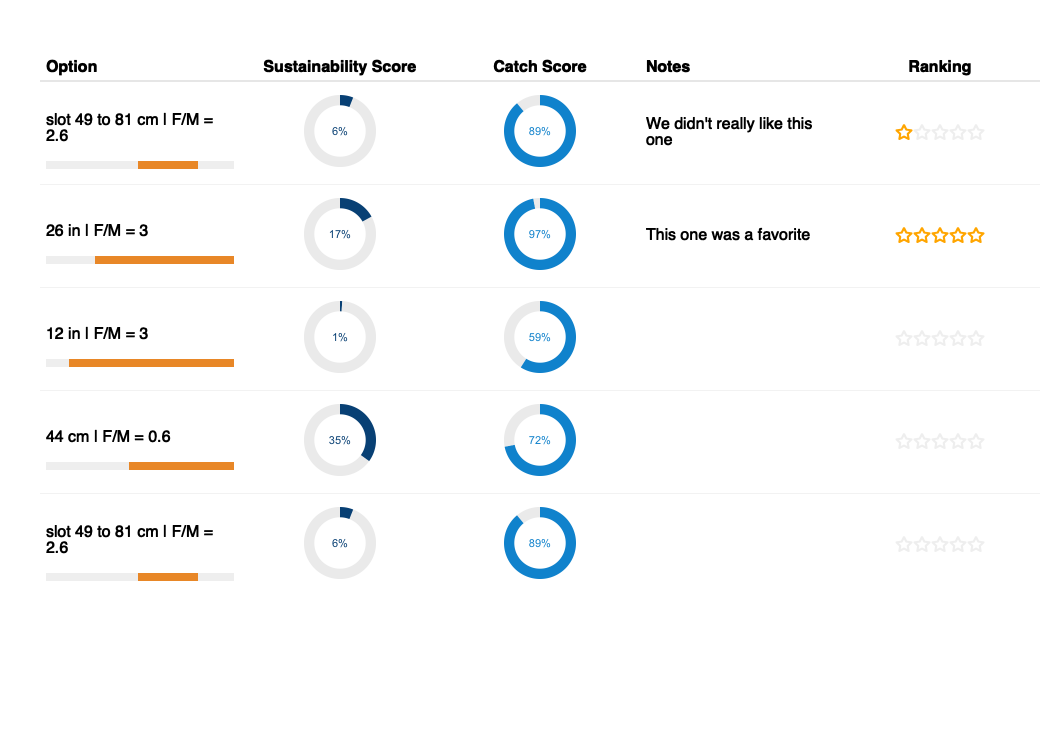 Option Sustainability Score Catch Score Notes Ranking
slot 49 to 81 cm | F/M =
2.6
6%
89%
We didn't really like this
one
26 in | F/M = 3
17%
97%
This one was a favorite
12 in | F/M = 3
1%
59%
44 cm | F/M = 0.6
35%
72%
slot 49 to 81 cm | F/M =
2.6
6%
89%